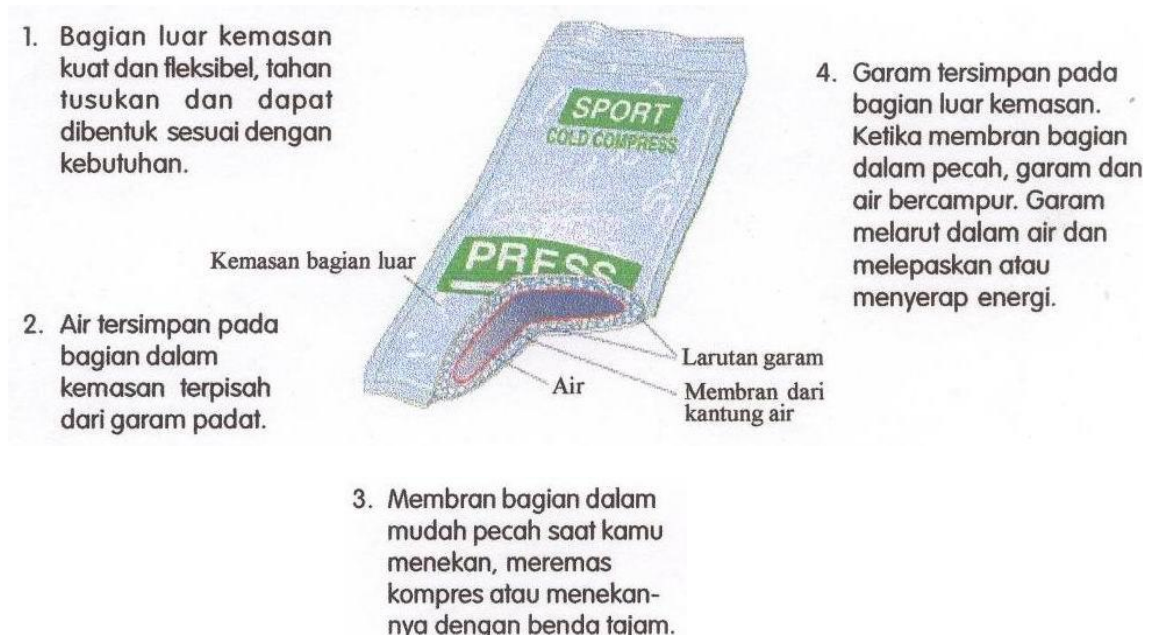 1. Bagian luar kemasan
kuat dan fleksibel, tahan
tusukan dan dapat
dibentuk sesuai dengan
kebutuhan.
Kemasan bagian luar
2. Air tersimpan pada
bagian dalam
kemasan terpisah
dari garam padat.
SPORT
COLD COMPRESS
PRESS
Larutan garam
Air
Membran dari
kantung air
3. Membran bagian dalam
mudah pecah saat kamu
menekan, meremas
kompres atau menekan-
nya dengan benda tajam.
4. Garam tersimpan pada
bagian luar kemasan.
Ketika membran bagian
dalam pecah, garam dan
air bercampur. Garam
melarut dalam air dan
melepaskan atau
menyerap energi.